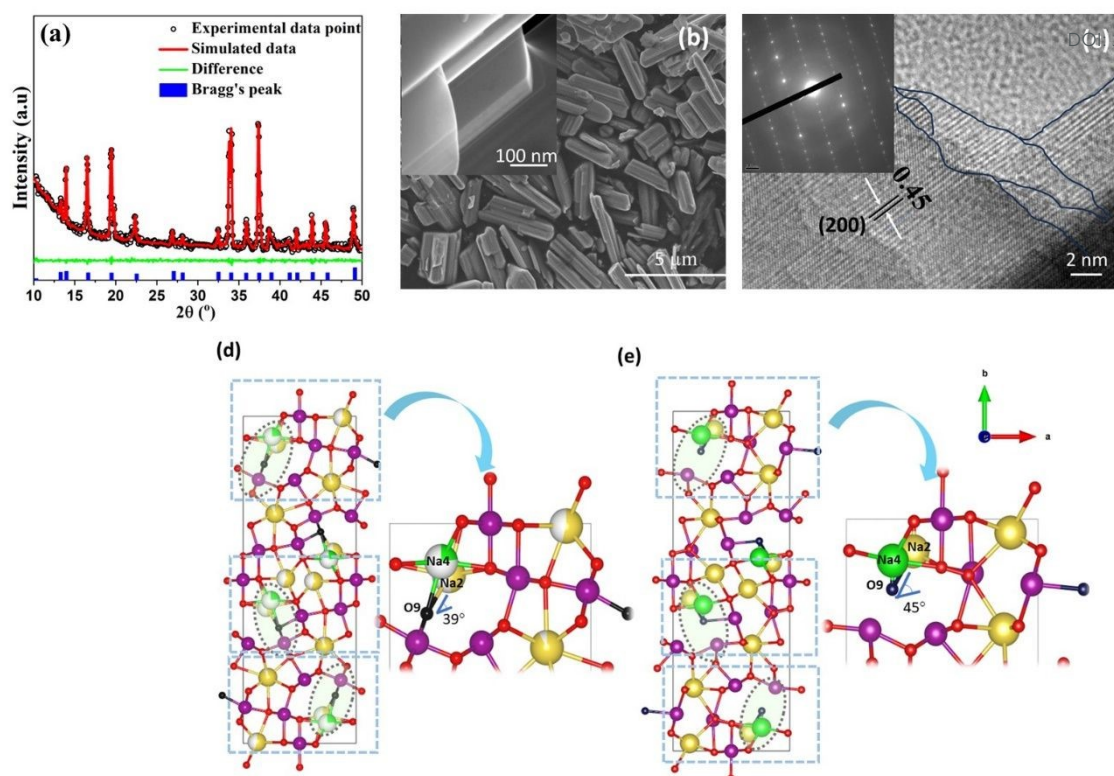 (a)
Experimental data point
Simulated data
Difference
Bragg's peak
Intensity (a.u)
10 15 20 25 30 35 40 45 50
2θ (°)
(b)
100 nm
5 μm
DOI
0.45
(200)
2 nm
(d)
Na4
Na2
O9
39°
(e)
b
a
Na2
Na4
O9
45°